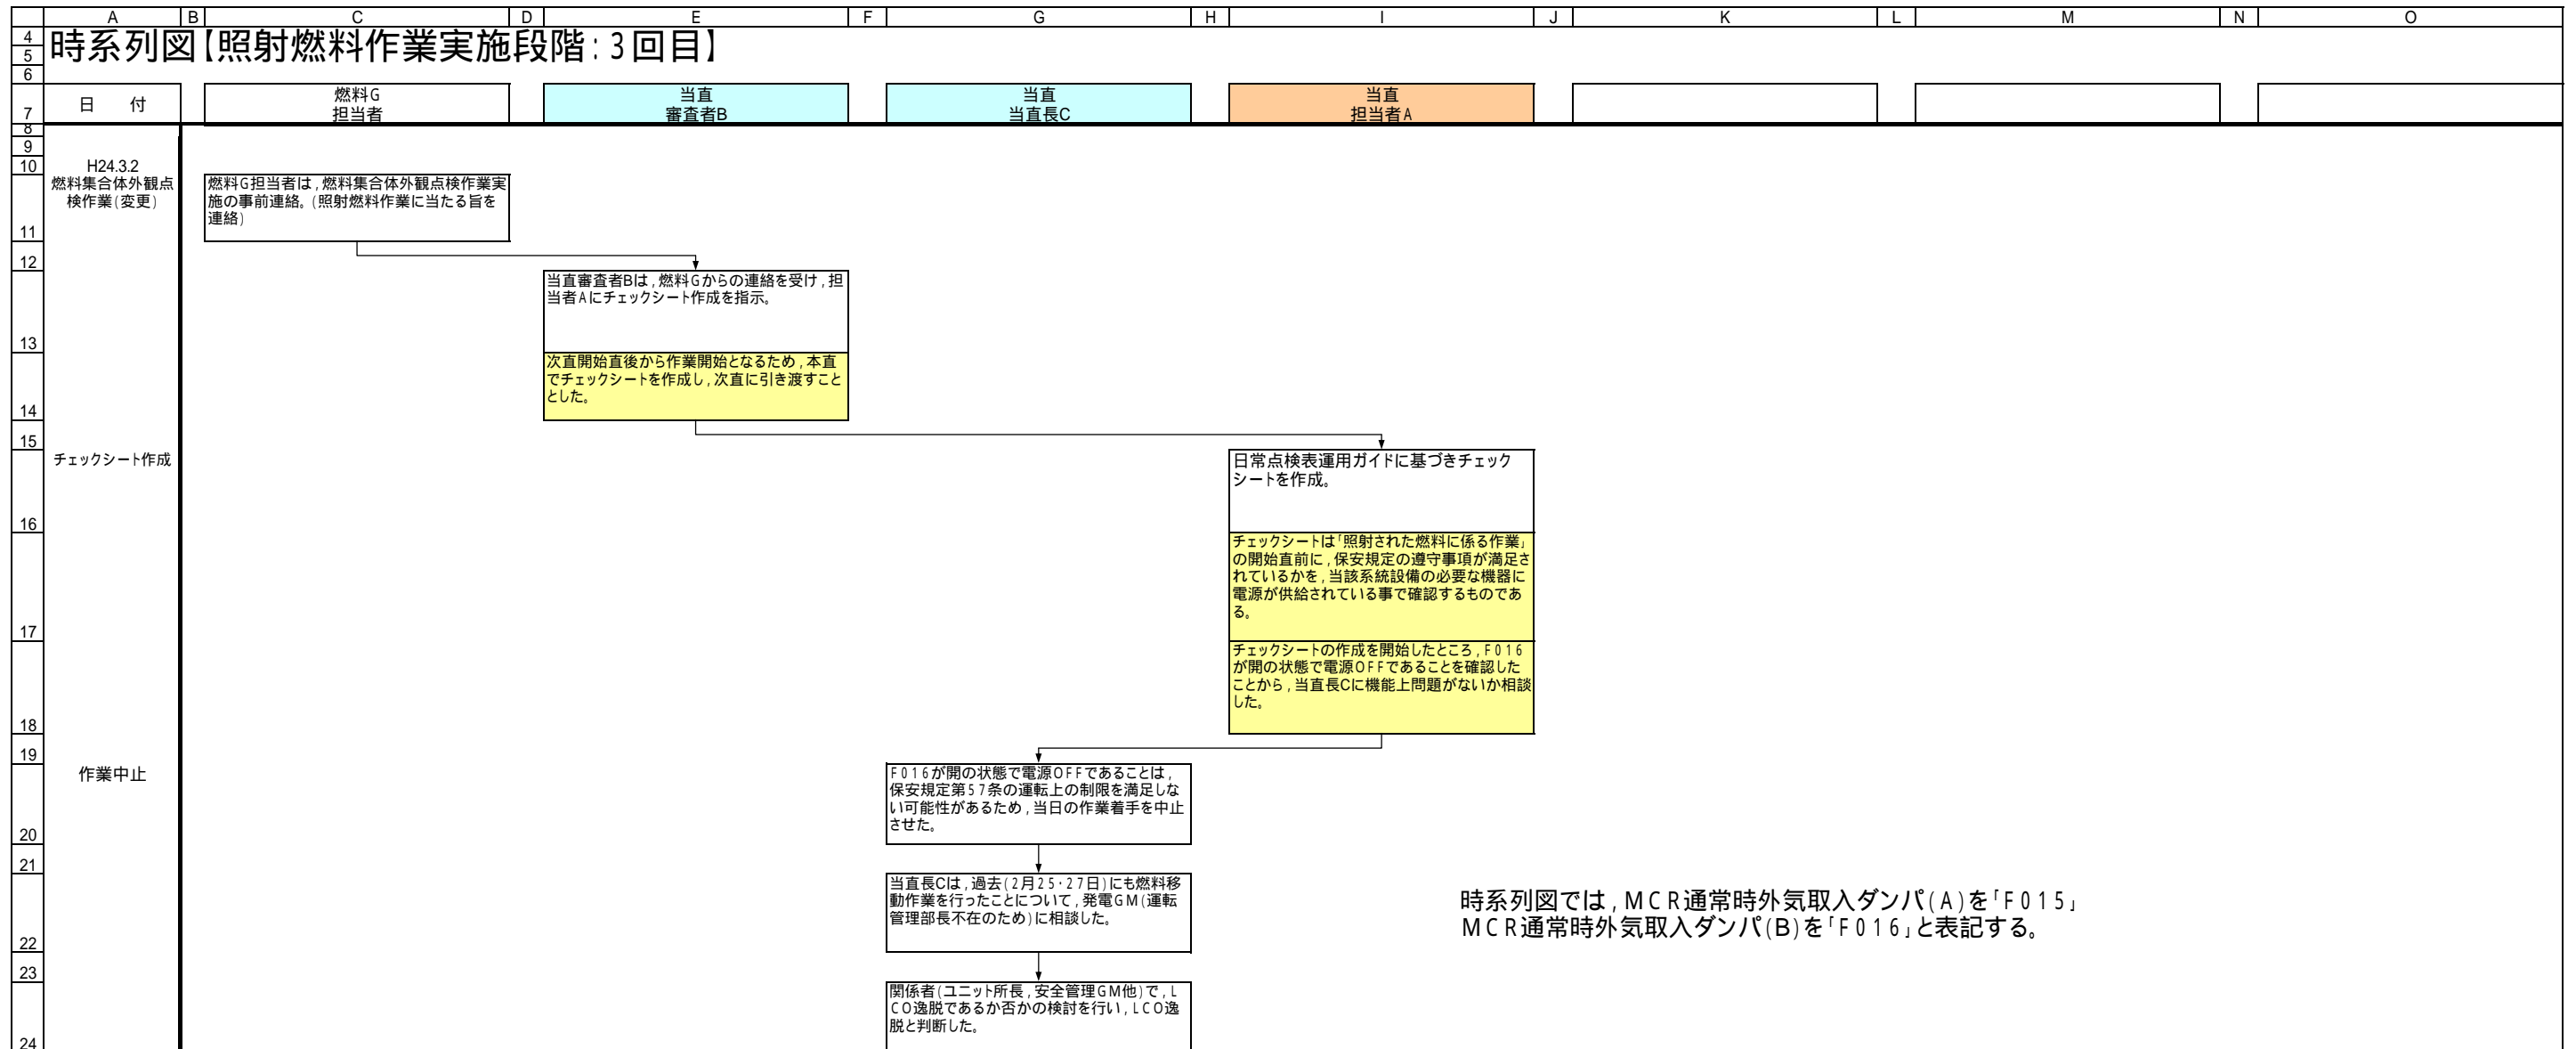 A B C D E F G H I J K L M N O
4
5
6
時系列図【照射燃料作業実施段階:3回目】
7
日　付
燃料G
担当者
当直
審査者B
当直
当直長C
当直
担当者A
8
9
10
H24.3.2
燃料集合体外観点
検作業(変更)
燃料G担当者は,燃料集合体外観点検作業実
施の事前連絡。(照射燃料作業に当たる旨を
連絡)
11
12
当直審査者Bは,燃料Gからの連絡を受け,担
当者Aにチェックシート作成を指示。
13
次直開始直後から作業開始となるため,本直
でチェックシートを作成し,次直に引き渡すこと
とした。
14
15
チェックシート作成
日常点検表運用ガイドに基づきチェック
シートを作成。
16
チェックシートは「照射された燃料に係る作業」
の開始直前に,保安規定の遵守事項が満足さ
れているかを,当該系統設備の必要な機器に
電源が供給されている事で確認するものであ
る。
17
チェックシートの作成を開始したところ,F016
が開の状態で電源OFFであることを確認した
ことから,当直長Cに機能上問題がないか相談
した。
18
19
作業中止
F016が開の状態で電源OFFであることは,
保安規定第57条の運転上の制限を満足しな
い可能性があるため,当日の作業着手を中止
させた。
20
21
当直長Cは,過去(2月25・27日)にも燃料移
動作業を行ったことについて,発電GM(運転
管理部長不在のため)に相談した。
22
時系列図では,MCR通常時外気取入ダンパ(A)を「F015」
MCR通常時外気取入ダンパ(B)を「F016」と表記する。
23
関係者(ユニット所長,安全管理GM他)で,L
CO逸脱であるか否かの検討を行い,LCO逸
脱と判断した。
24